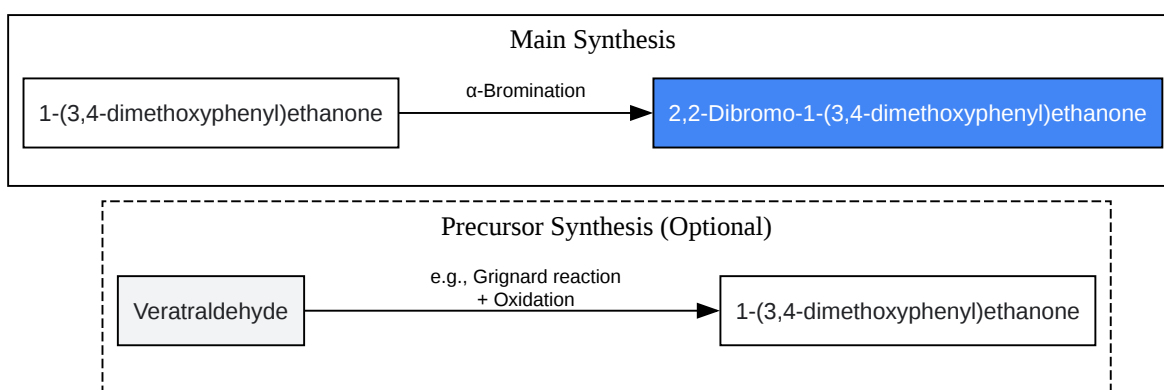 Main Synthesis
1-(3,4-dimethoxyphenyl)ethanone
α-Bromination
2,2-Dibromo-1-(3,4-dimethoxyphenyl)ethanone
Precursor Synthesis (Optional)
Veratraldehyde
e.g., Grignard reaction
+ Oxidation
1-(3,4-dimethoxyphenyl)ethanone